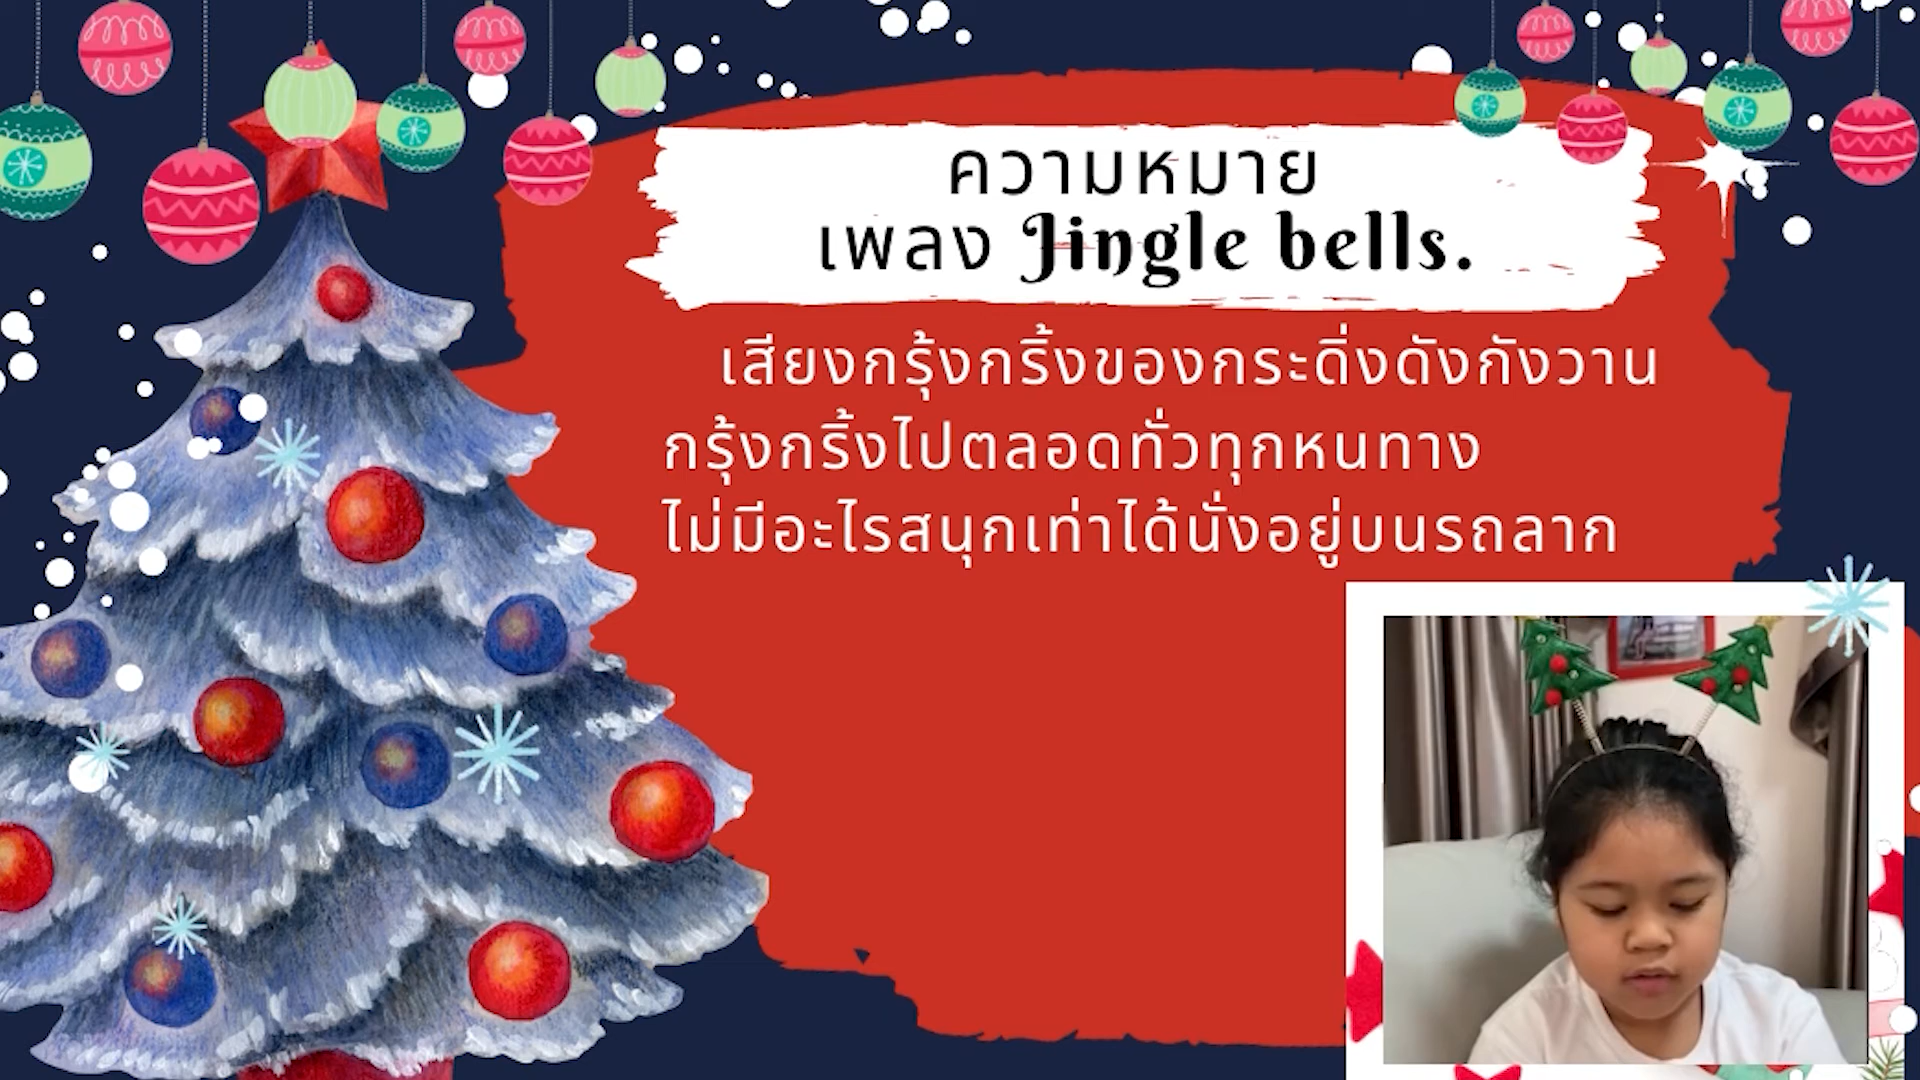 ความหมาย
เพลง Jingle bells.
เสียงกรุ้งกริ้งของกระดิ่งดังกังวาน
กรุ้งกริ้งไปตลอดทั่วทุกหนทาง
ไม่มีอะไรสนุกเท่าได้นั่งอยู่บนรถลาก